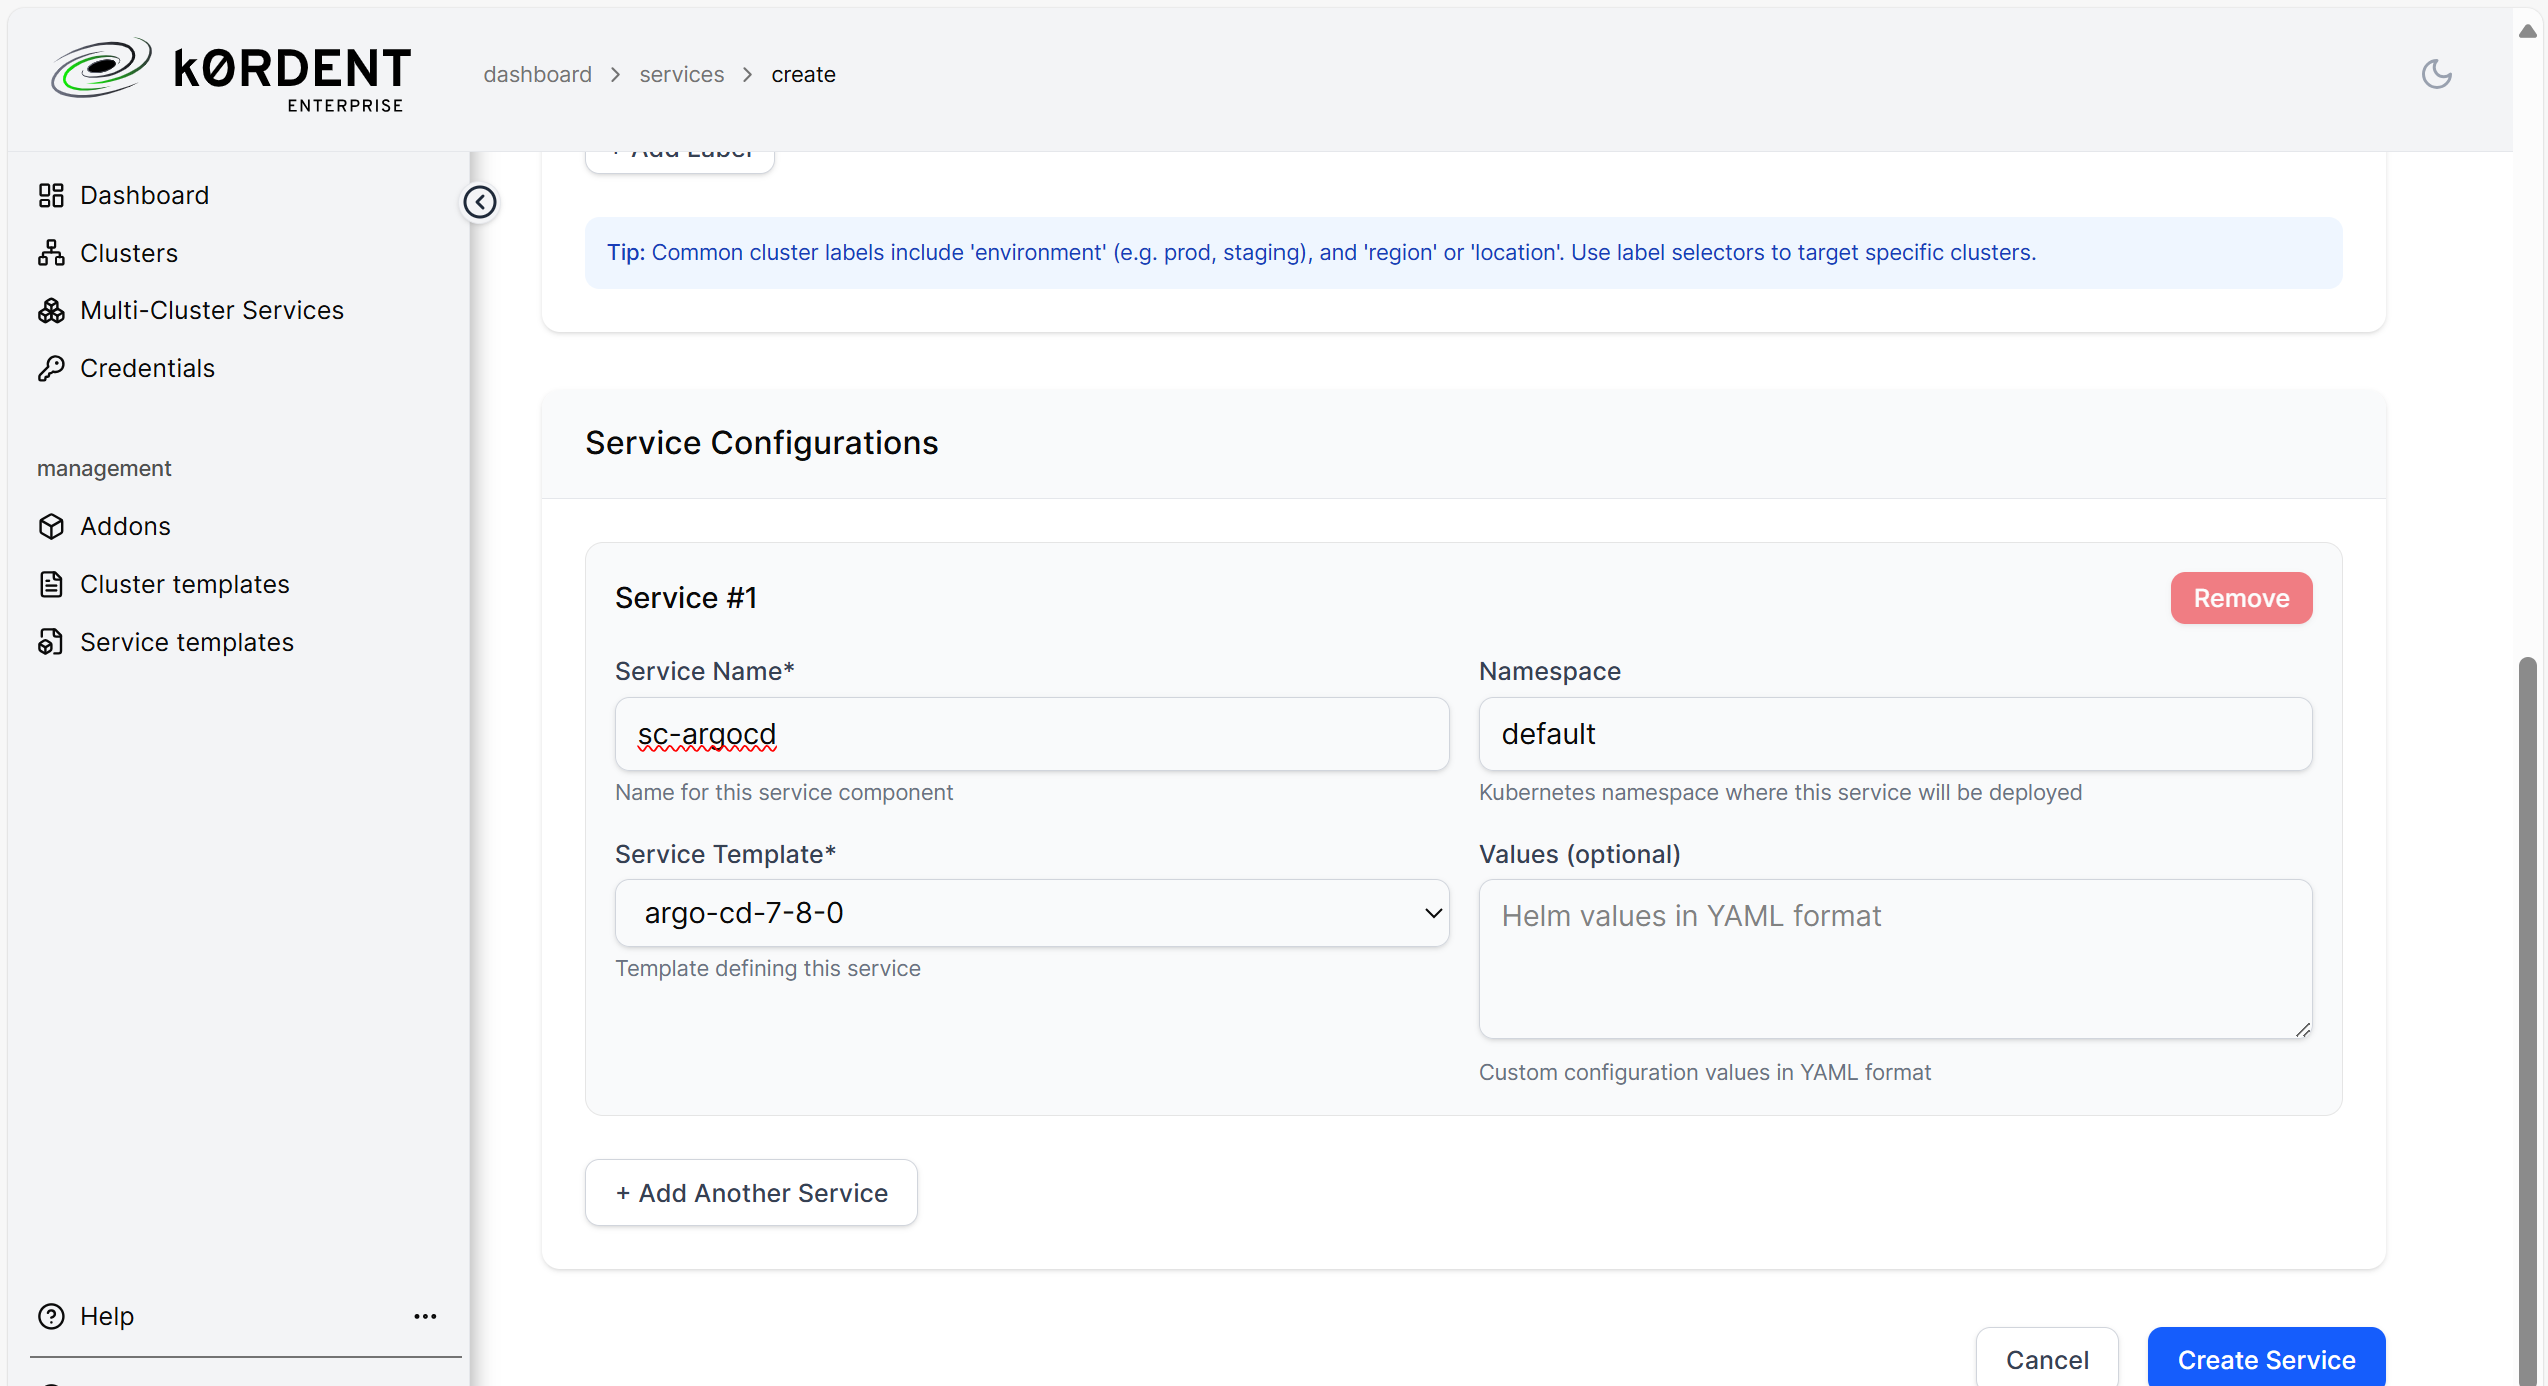 kØRDENT
ENTERPRISE
dashboard > services > create
Dashboard
Clusters
Multi-Cluster Services
Credentials
management
Addons
Cluster templates
Service templates
Help
+ Add Label
Tip: Common cluster labels include 'environment' (e.g. prod, staging), and 'region' or 'location'. Use label selectors to target specific clusters.
Service Configurations
Service #1
Remove
Service Name*
sc-argocd
Name for this service component
Namespace
default
Kubernetes namespace where this service will be deployed
Service Template*
argo-cd-7-8-0
Template defining this service
Values (optional)
Helm values in YAML format
Custom configuration values in YAML format
+ Add Another Service
Cancel
Create Service